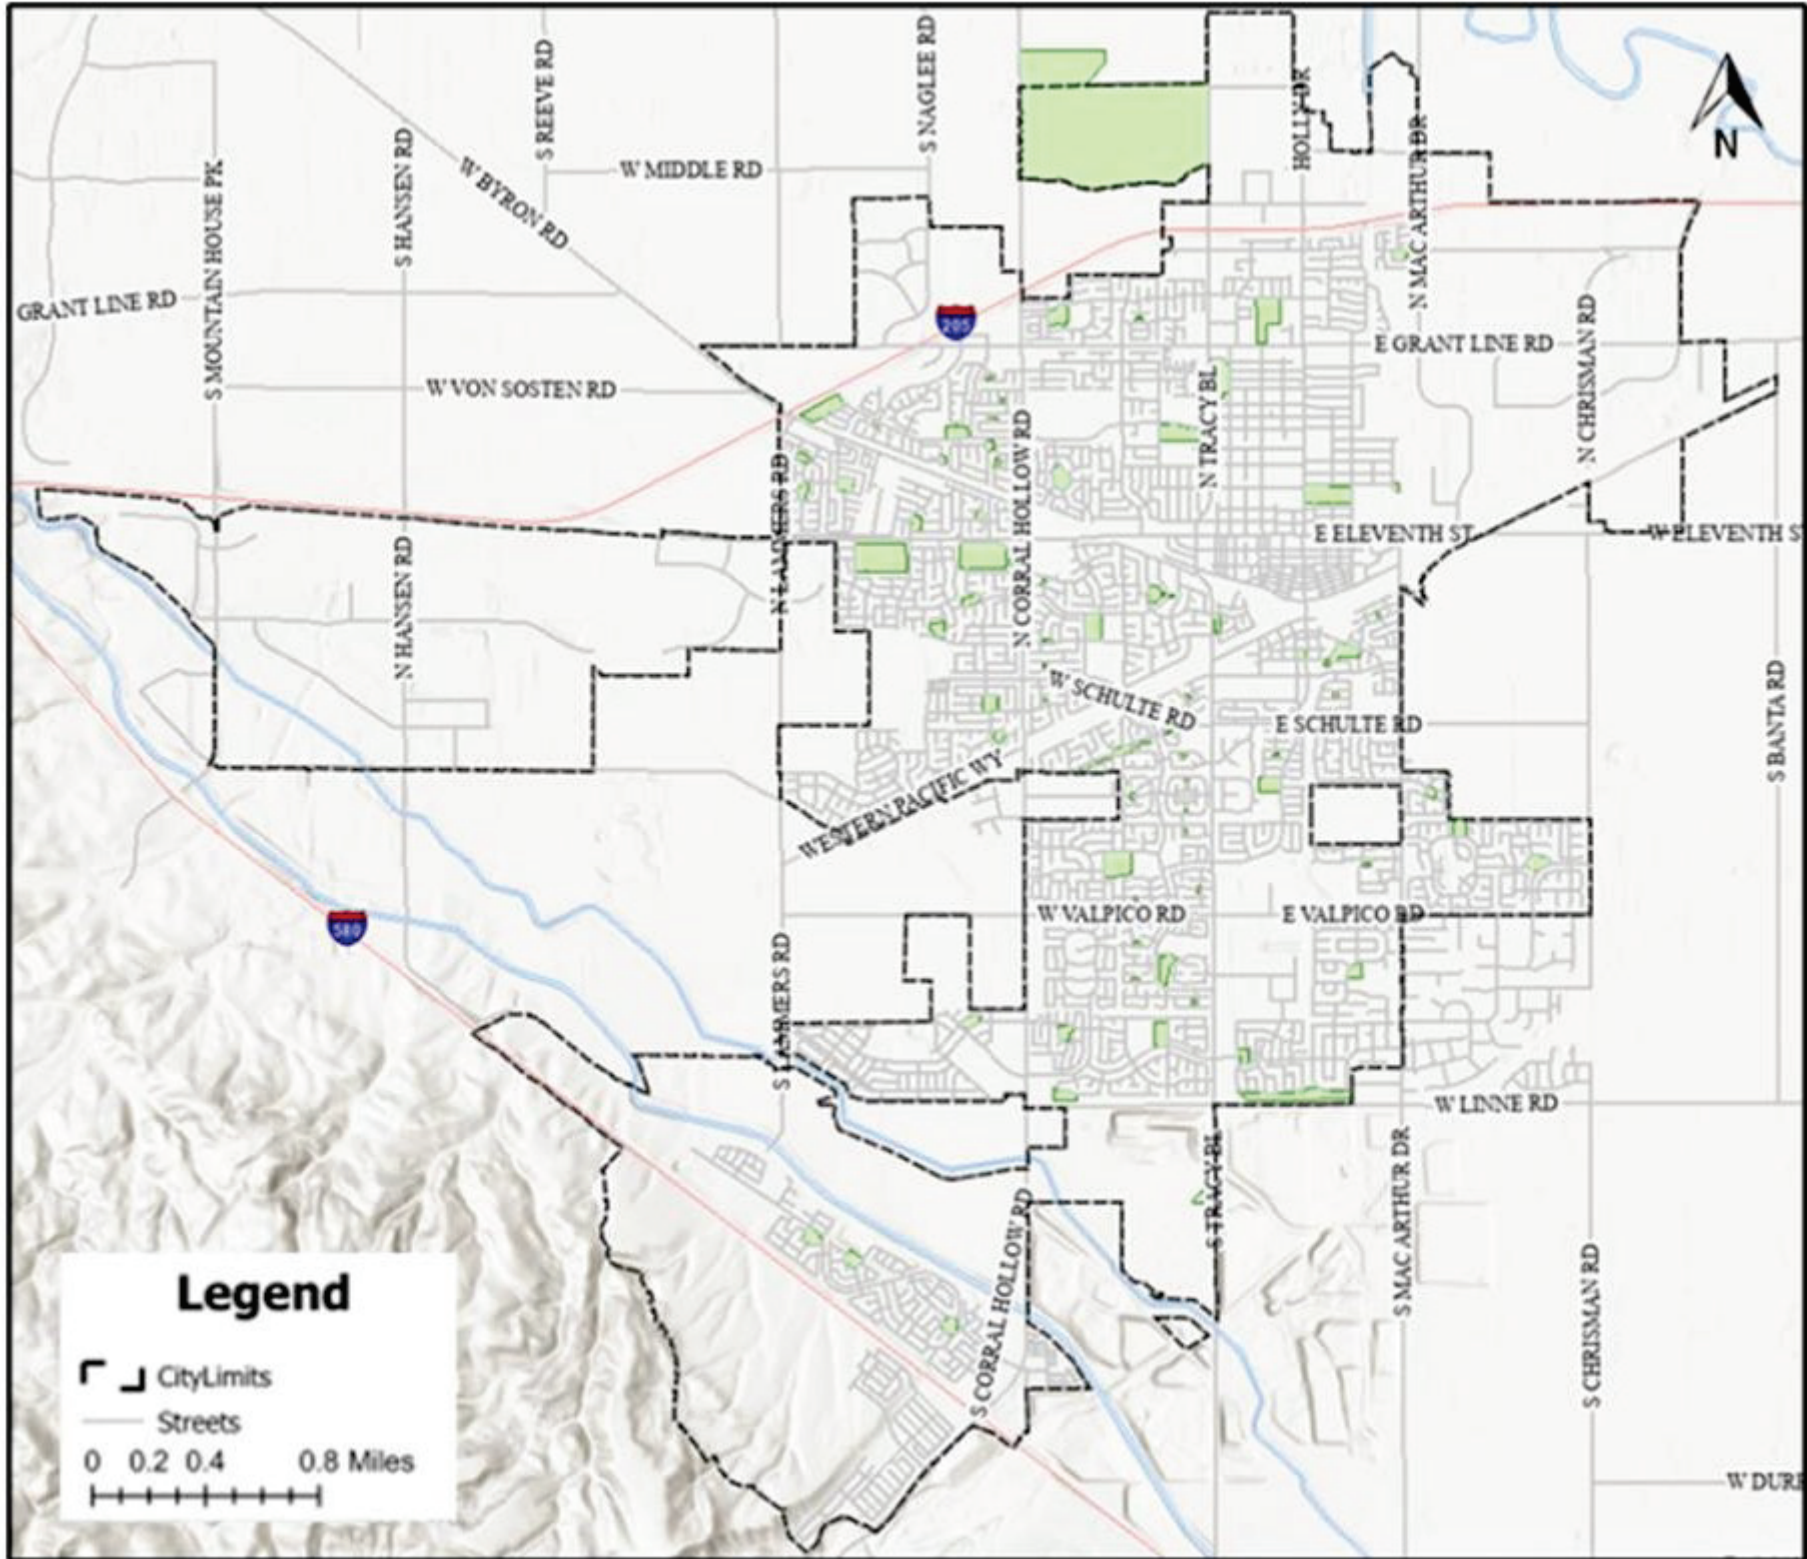 S REEVE RD
S NAGLEE RD
HOLLY DR
N
S HANSEN RD
W BYRON RD
W MIDDLE RD
N MAC ARTHUR DR
S MOUNTAIN HOUSE PK
GRANT LINE RD
205
E GRANT LINE RD
N CHRISMAN RD
W VON SOSTEN RD
N TRACY BL
N CORRAL HOLLOW RD
N LAMMERS RD
E ELEVENTH ST
W ELEVENTH S
N HANSEN RD
W SCHULTE RD
E SCHULTE RD
S BANTA RD
WESTERN PACIFIC WY
W VALPICO RD
E VALPICO RD
580
S LAMMERS RD
W LINNE RD
S TRACY BL
S MAC ARTHUR DR
S CORRAL HOLLOW RD
S CHRISMAN RD
W DUR
Legend
CityLimits
Streets
0 0.2 0.4 0.8 Miles